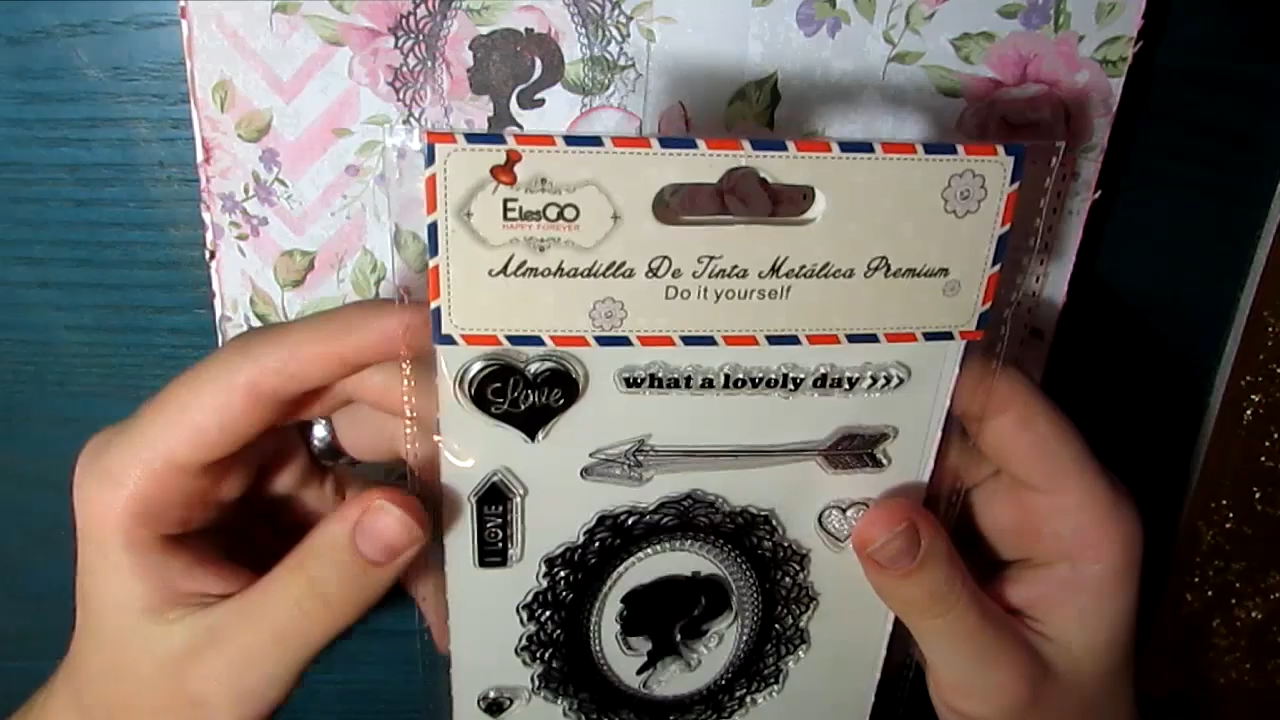 ElesGO
HAPPY FOREVER
Almohadilla De Tinta Metálica Premium
Do it yourself
Love
what a lovely day >>>
I LOVE